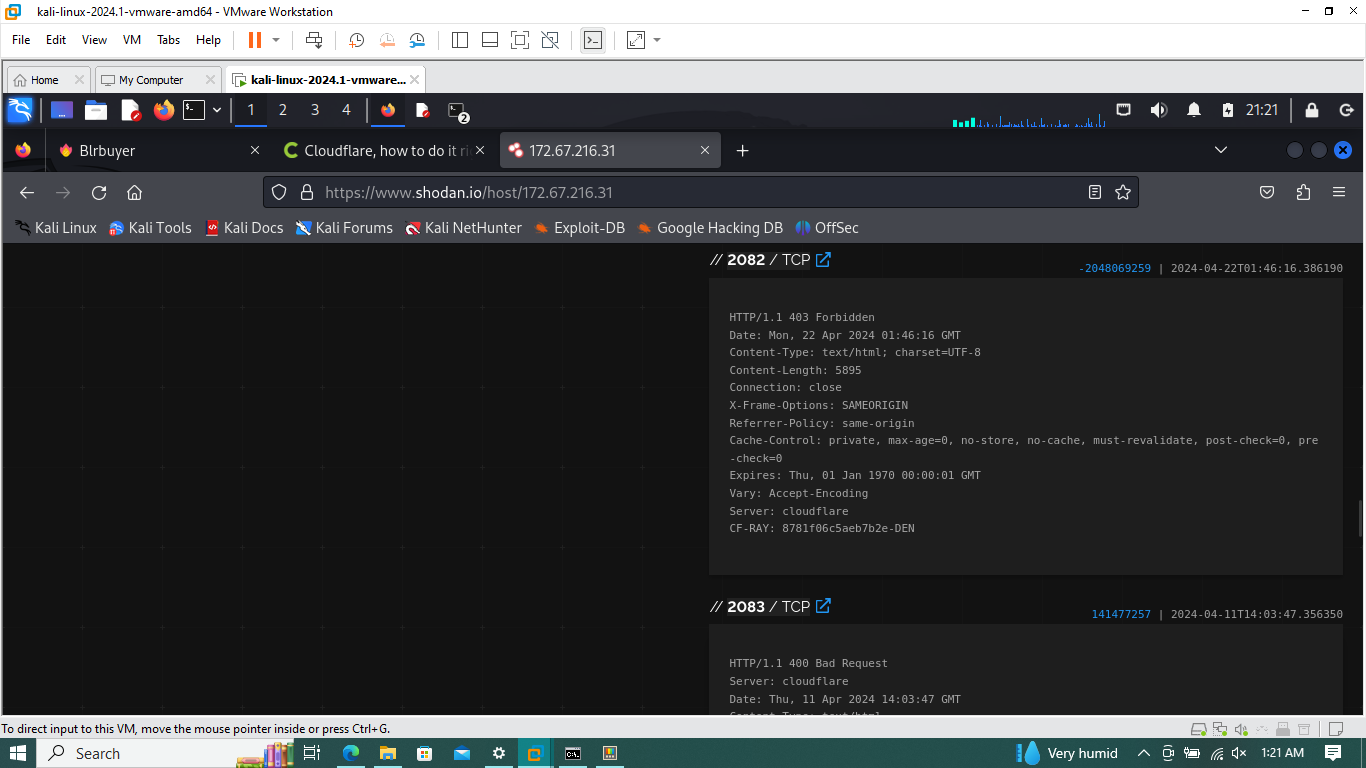 kali-linux-2024.1-vmware-amd64 - VMware Workstation
File Edit View VM Tabs Help
Home My Computer kali-linux-2024.1-vmware...
1 2 3 4 2 21:21
Blrbuyer Cloudflare, how to do it ri 172.67.216.31
https://www.shodan.io/host/172.67.216.31
Kali Linux Kali Tools Kali Docs Kali Forums Kali NetHunter Exploit-DB Google Hacking DB OffSec
// 2082 / TCP
-2048069259 | 2024-04-22T01:46:16.386190
HTTP/1.1 403 Forbidden
Date: Mon, 22 Apr 2024 01:46:16 GMT
Content-Type: text/html; charset=UTF-8
Content-Length: 5895
Connection: close
X-Frame-Options: SAMEORIGIN
Referrer-Policy: same-origin
Cache-Control: private, max-age=0, no-store, no-cache, must-revalidate, post-check=0, pre
-check=0
Expires: Thu, 01 Jan 1970 00:00:01 GMT
Vary: Accept-Encoding
Server: cloudflare
CF-RAY: 8781f06c5aeb7b2e-DEN
// 2083 / TCP
141477257 | 2024-04-11T14:03:47.356350
HTTP/1.1 400 Bad Request
Server: cloudflare
Date: Thu, 11 Apr 2024 14:03:47 GMT
Content-Type: text/html
To direct input to this VM, move the mouse pointer inside or press Ctrl+G.
Search Very humid 1:21 AM